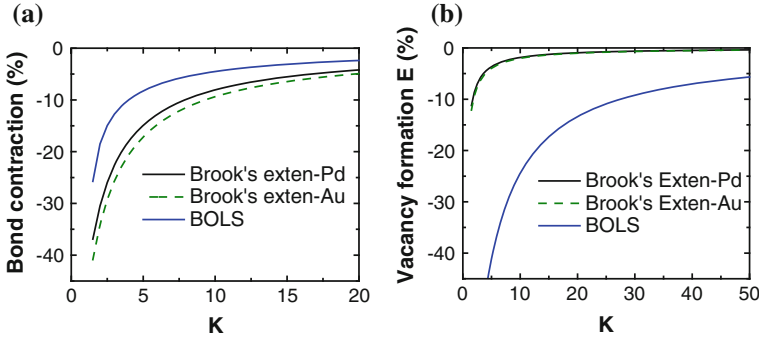 (a)
Bond contraction (%)
0
-10
-20
-30
-40
Brook's exten-Pd
Brook's exten-Au
BOLS
0 5 10 15 20
K
(b)
Vacancy formation E (%)
0
-10
-20
-30
-40
Brook's Exten-Pd
Brook's Exten-Au
BOLS
0 10 20 30 40 50
K